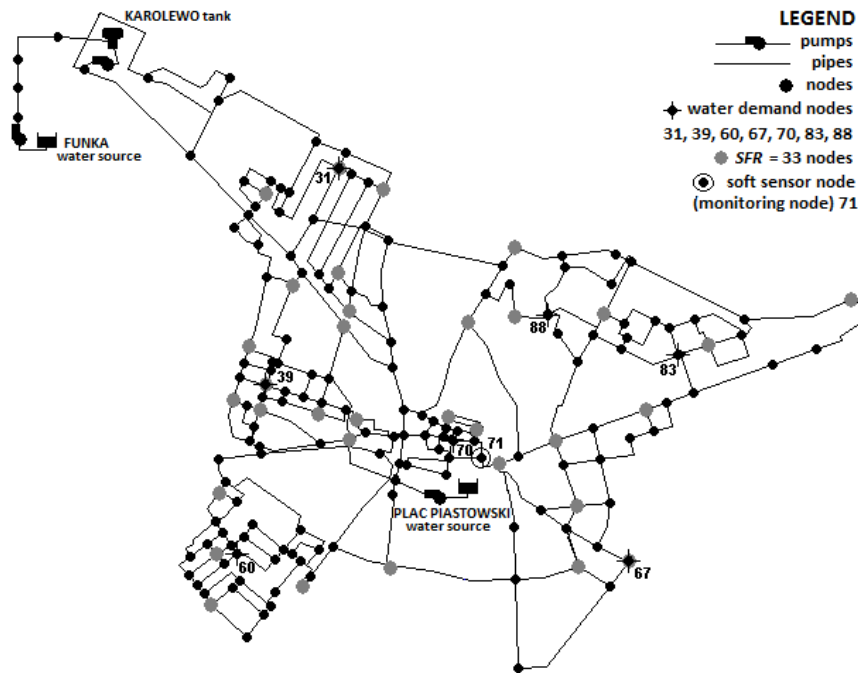 KAROLEWO tank
FUNKA
water source
LEGEND
pumps
pipes
nodes
water demand nodes
31, 39, 60, 67, 70, 83, 88
SFR = 33 nodes
soft sensor node
(monitoring node) 71
31
88
83
39
71
70
PLAC PIASTOWSKI
water source
60
67